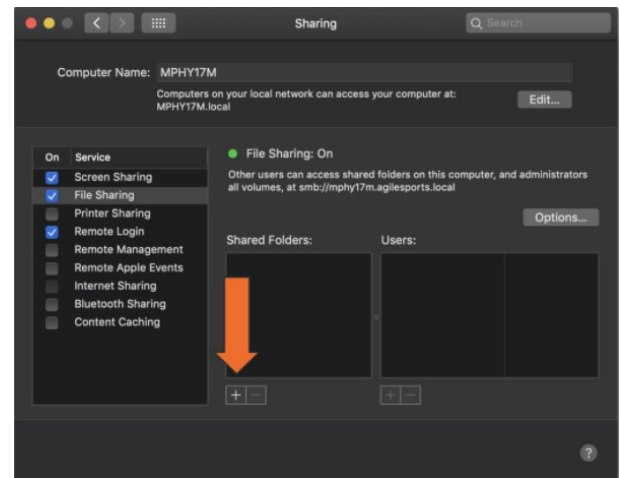 Sharing
Search
Computer Name: MPHY17M
Computers on your local network can access your computer at:
MPHY17M.local
Edit...
On Service
Screen Sharing
File Sharing
Printer Sharing
Remote Login
Remote Management
Remote Apple Events
Internet Sharing
Bluetooth Sharing
Content Caching
File Sharing: On
Other users can access shared folders on this computer, and administrators
all volumes, at smb://mphy17m.agilesports.local
Options...
Shared Folders:
Users:
+ −
+ −
?